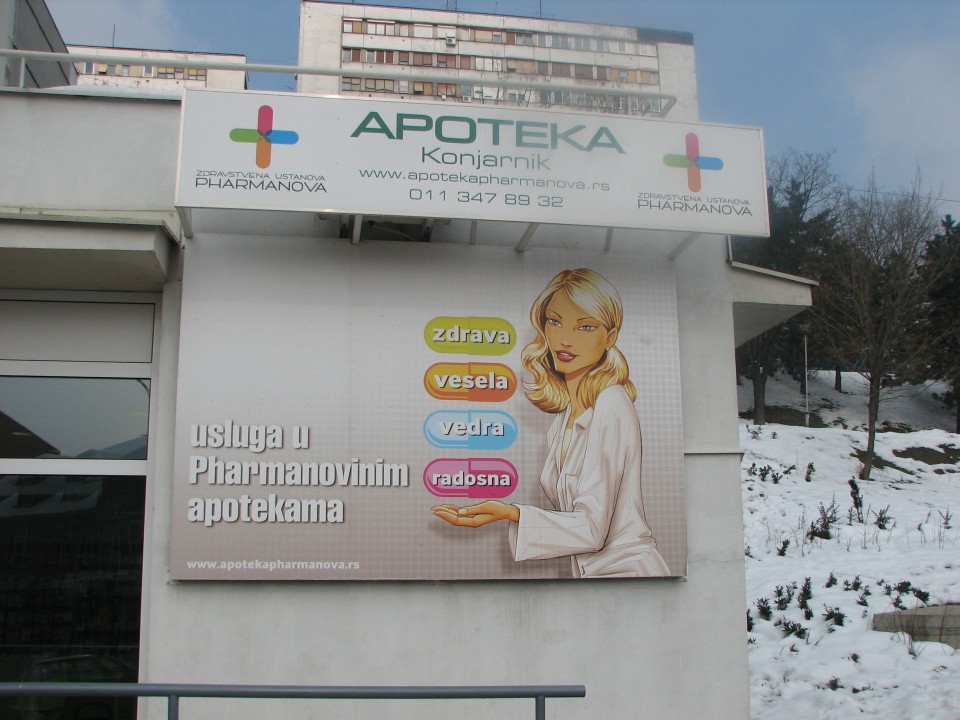 APOTEKA
Konjarnik
www.apotekapharmanova.rs
011 347 89 32
ZDRAVSTVENA USTANOVA
PHARMANOVA
ZDRAVSTVENA USTANOVA
PHARMANOVA
zdrava
vesela
vedra
radosna
usluga u
Pharmanovinim
apotekama
www.apotekapharmanova.rs